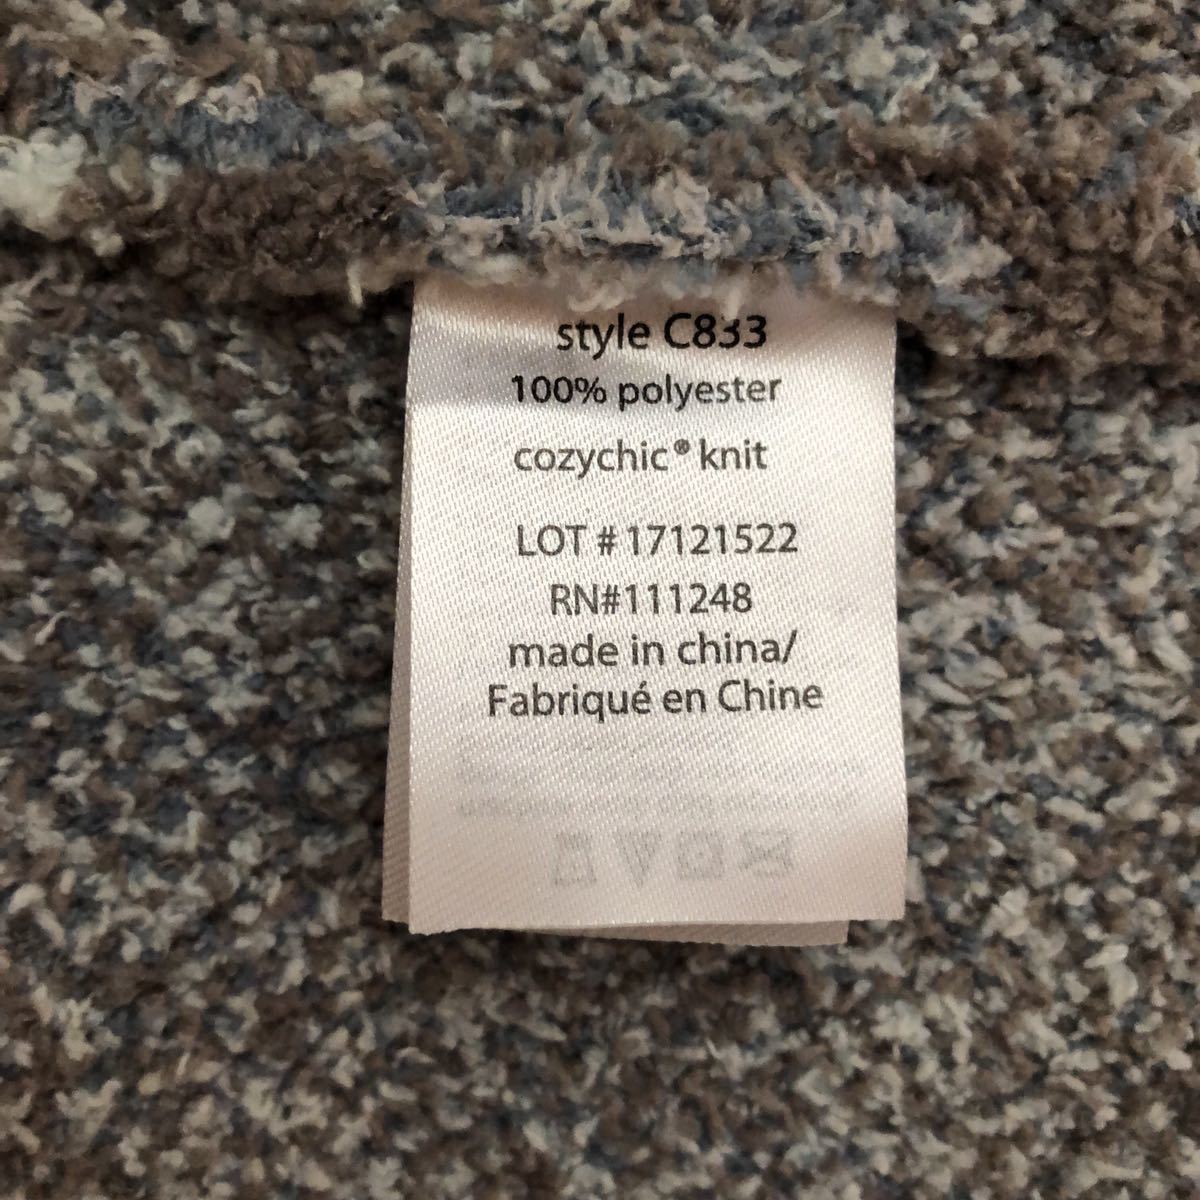 style C833
100% polyester
cozychic® knit
LOT # 17121522
RN#111248
made in china/
Fabriqué en Chine